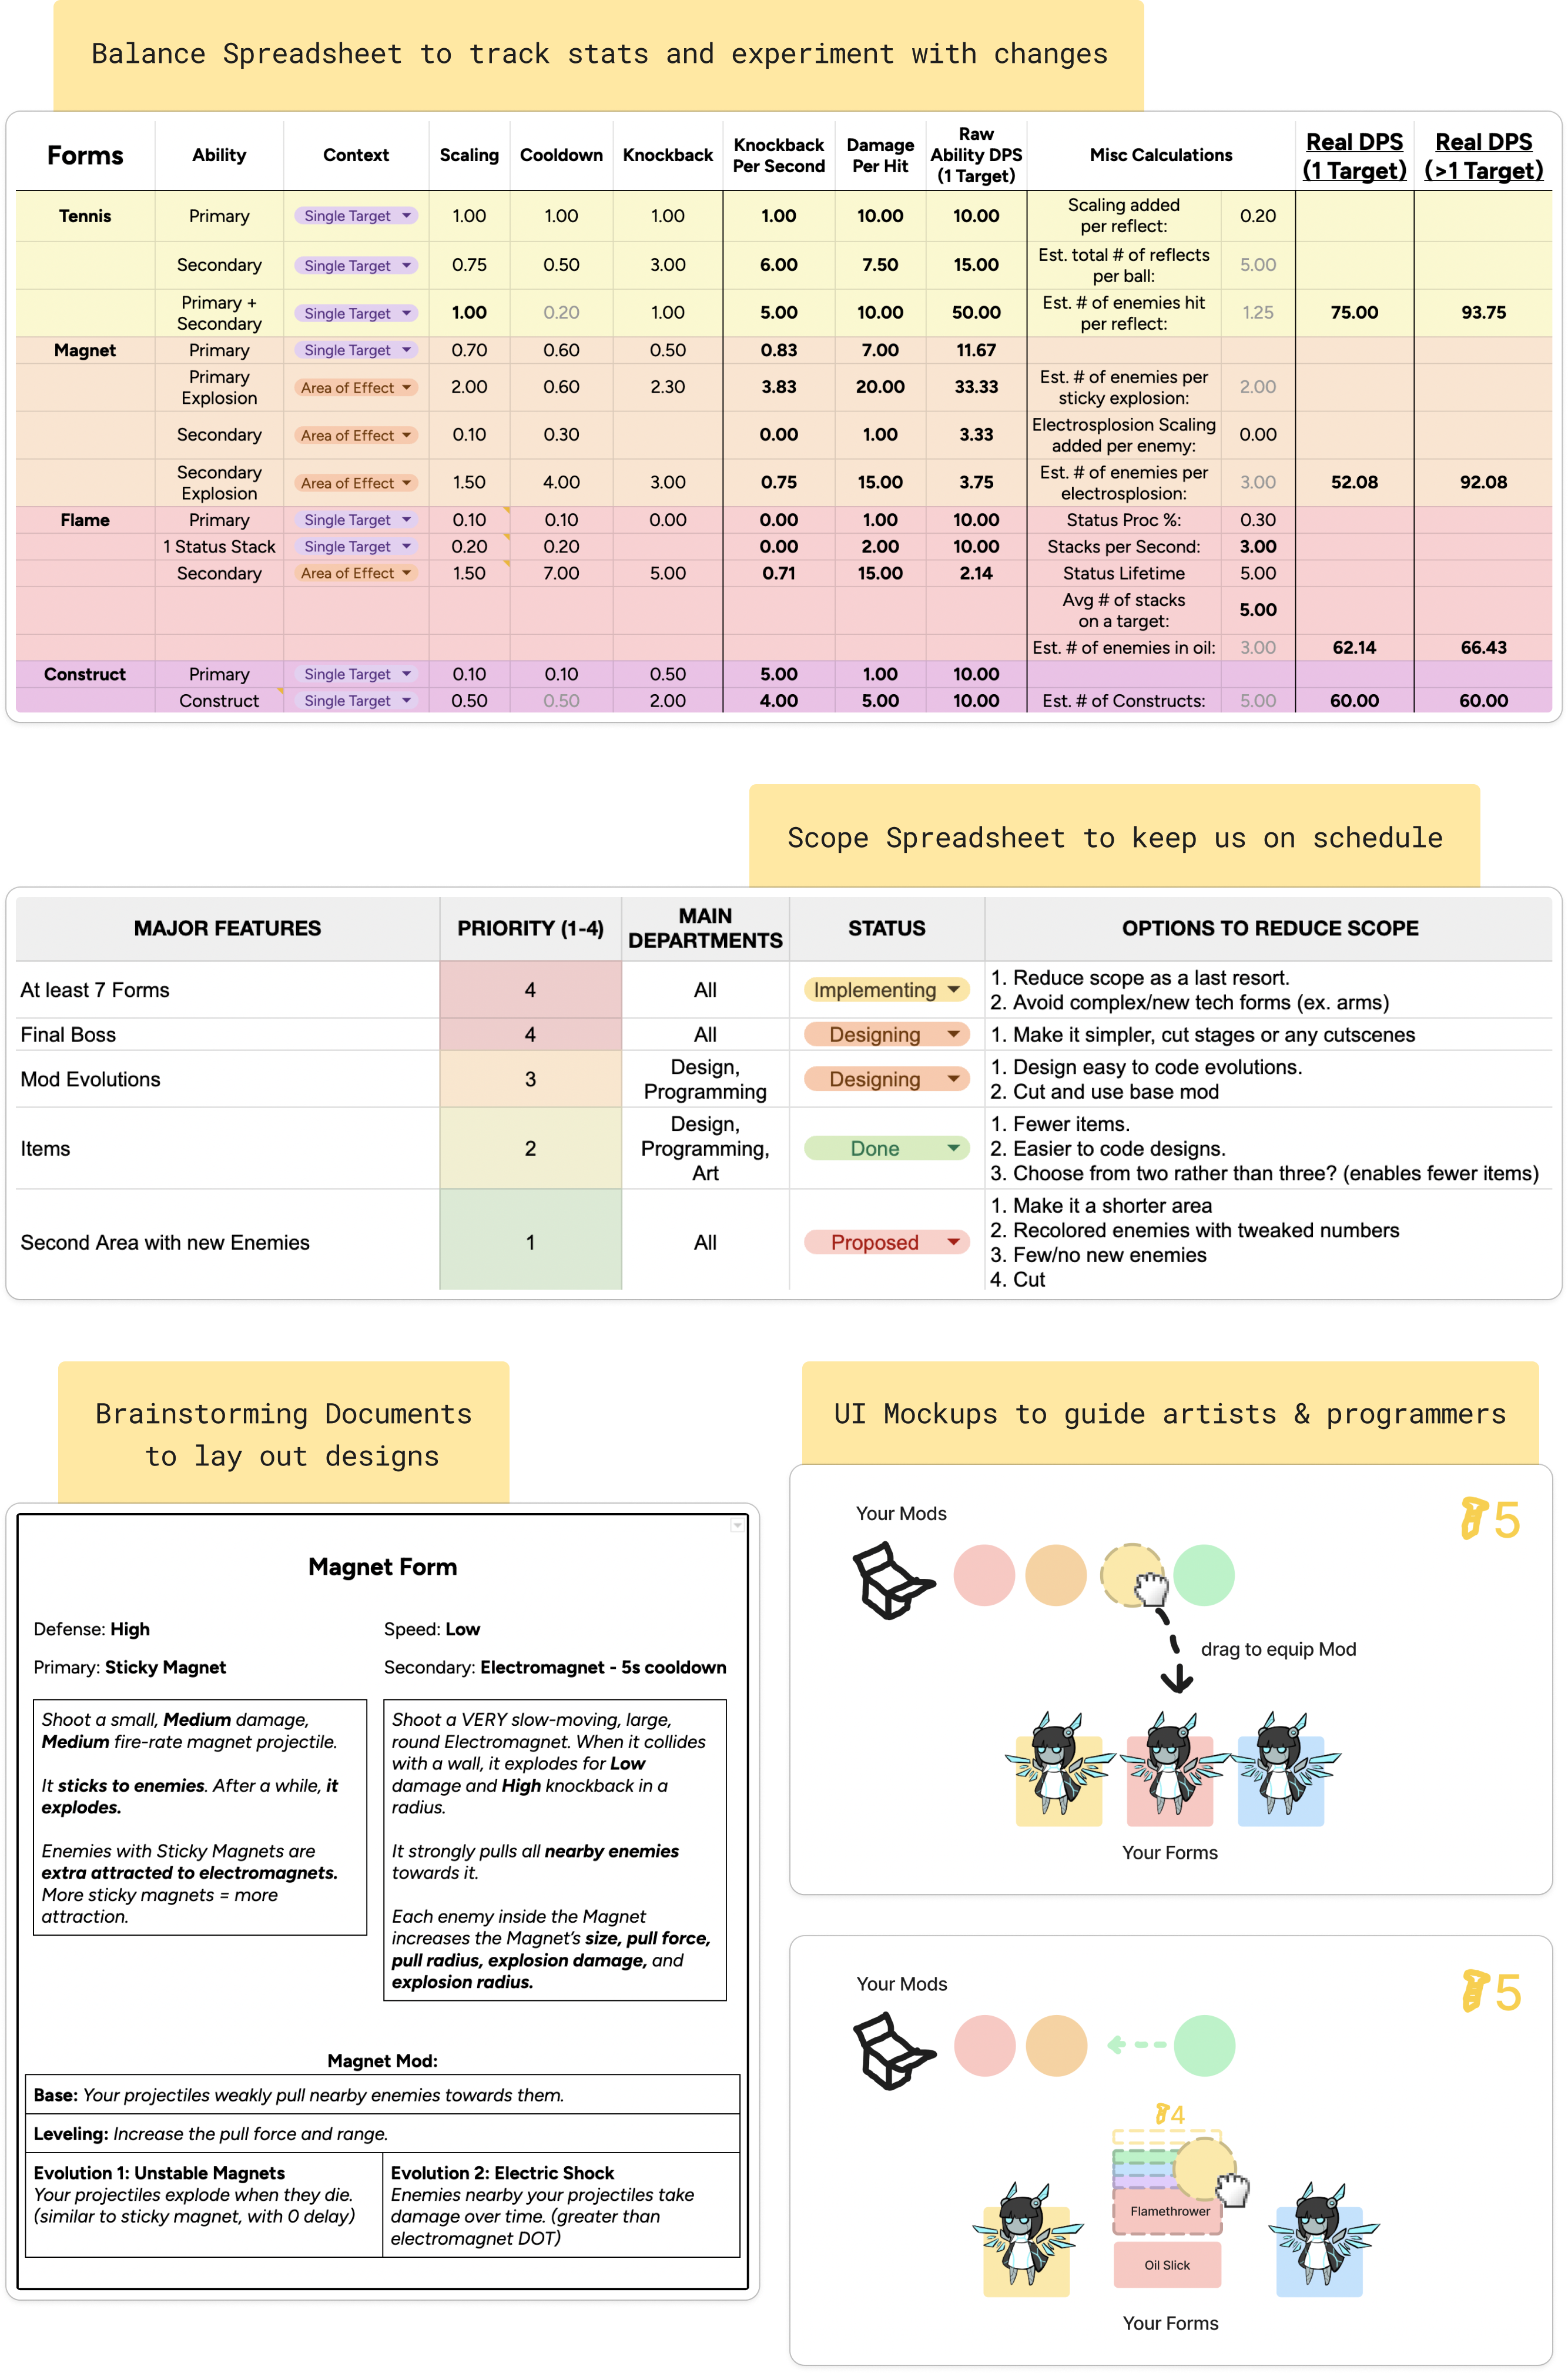 Balance Spreadsheet to track stats and experiment with changes
Forms Ability Context Scaling Cooldown Knockback Knockback Per Second Damage Per Hit Raw Ability DPS (1 Target) Misc Calculations Real DPS (1 Target) Real DPS (>1 Target)
Tennis Primary Single Target 1.00 1.00 1.00 1.00 10.00 10.00 Scaling added per reflect: 0.20
Secondary Single Target 0.75 0.50 3.00 6.00 7.50 15.00 Est. total # of reflects per ball: 5.00
Primary + Secondary Single Target 1.00 0.20 1.00 5.00 10.00 50.00 Est. # of enemies hit per reflect: 1.25 75.00 93.75
Magnet Primary Single Target 0.70 0.60 0.50 0.83 7.00 11.67
Primary Explosion Area of Effect 2.00 0.60 2.30 3.83 20.00 33.33 Est. # of enemies per sticky explosion: 2.00
Secondary Area of Effect 0.10 0.30 0.00 1.00 3.33 Electrosplosion Scaling added per enemy: 0.00
Secondary Explosion Area of Effect 1.50 4.00 3.00 0.75 15.00 3.75 Est. # of enemies per electrosplosion: 3.00 52.08 92.08
Flame Primary Single Target 0.10 0.10 0.00 0.00 1.00 10.00 Status Proc %: 0.30
1 Status Stack Single Target 0.20 0.20 0.00 2.00 10.00 Stacks per Second: 3.00
Secondary Area of Effect 1.50 7.00 5.00 0.71 15.00 2.14 Status Lifetime 5.00
Avg # of stacks on a target: 5.00
Est. # of enemies in oil: 3.00 62.14 66.43
Construct Primary Single Target 0.10 0.10 0.50 5.00 1.00 10.00
Construct Single Target 0.50 0.50 2.00 4.00 5.00 10.00 Est. # of Constructs: 5.00 60.00 60.00
Scope Spreadsheet to keep us on schedule
MAJOR FEATURES PRIORITY (1-4) MAIN DEPARTMENTS STATUS OPTIONS TO REDUCE SCOPE
At least 7 Forms 4 All Implementing 1. Reduce scope as a last resort.
2. Avoid complex/new tech forms (ex. arms)
Final Boss 4 All Designing 1. Make it simpler, cut stages or any cutscenes
Mod Evolutions 3 Design, Programming Designing 1. Design easy to code evolutions.
2. Cut and use base mod
Items 2 Design, Programming, Art Done 1. Fewer items.
2. Easier to code designs.
3. Choose from two rather than three? (enables fewer items)
Second Area with new Enemies 1 All Proposed 1. Make it a shorter area
2. Recolored enemies with tweaked numbers
3. Few/no new enemies
4. Cut
Brainstorming Documents
to lay out designs
Magnet Form
Defense: High
Speed: Low
Primary: Sticky Magnet
Secondary: Electromagnet - 5s cooldown
Shoot a small, Medium damage,
Medium fire-rate magnet projectile.
It sticks to enemies. After a while, it
explodes.
Enemies with Sticky Magnets are
extra attracted to electromagnets.
More sticky magnets = more
attraction.
Shoot a VERY slow-moving, large,
round Electromagnet. When it collides
with a wall, it explodes for Low
damage and High knockback in a
radius.
It strongly pulls all nearby enemies
towards it.
Each enemy inside the Magnet
increases the Magnet's size, pull force,
pull radius, explosion damage, and
explosion radius.
Magnet Mod:
Base: Your projectiles weakly pull nearby enemies towards them.
Leveling: Increase the pull force and range.
Evolution 1: Unstable Magnets
Your projectiles explode when they die.
(similar to sticky magnet, with 0 delay)
Evolution 2: Electric Shock
Enemies nearby your projectiles take
damage over time. (greater than
electromagnet DOT)
UI Mockups to guide artists & programmers
Your Mods
5
drag to equip Mod
Your Forms
Your Mods
5
4
Flamethrower
Oil Slick
Your Forms